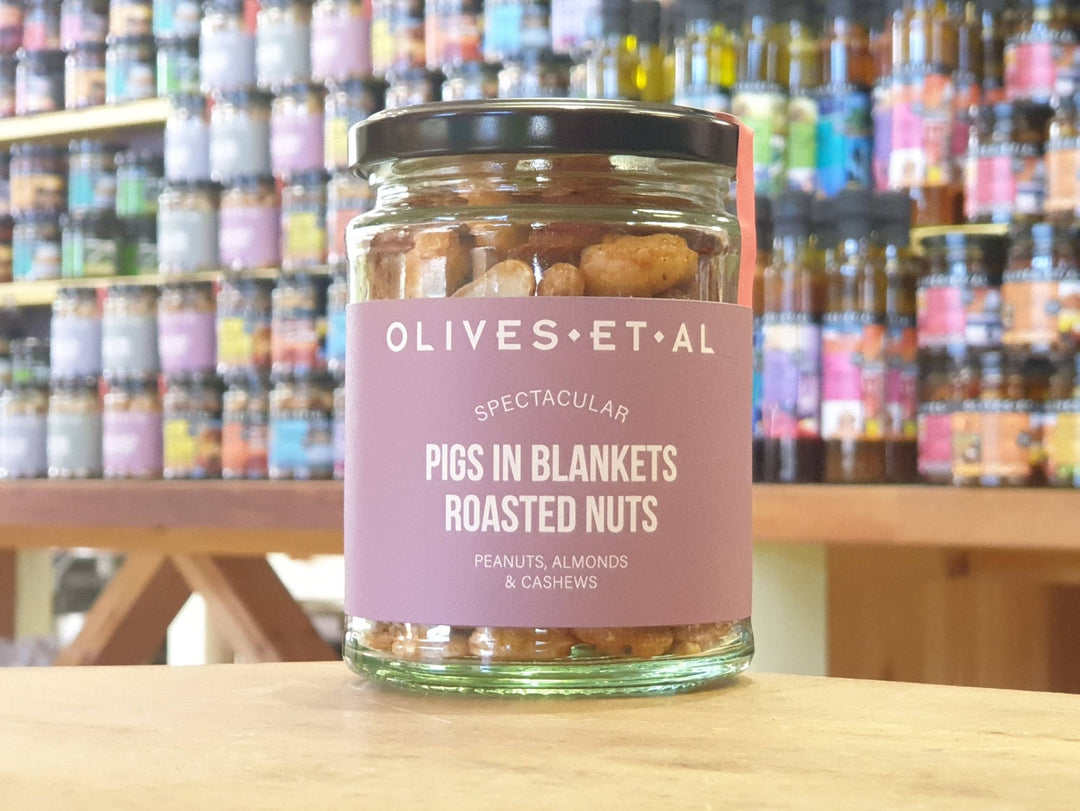 OLIVES•ET•AL
SPECTACULAR
PIGS IN BLANKETS
ROASTED NUTS
PEANUTS, ALMONDS
& CASHEWS